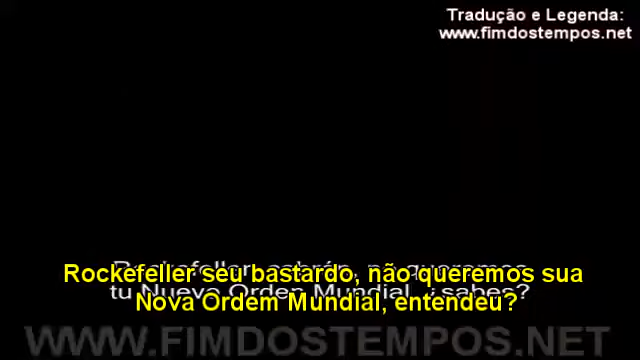 Tradução e Legenda:
www.fimdostempos.net
Rockefeller seu bastardo, não queremos sua
tu Nuevo Orden Mundial, ¿sabes?
Nova Ordem Mundial, entendeu?
WWW.FIMDOSTEMPOS.NET